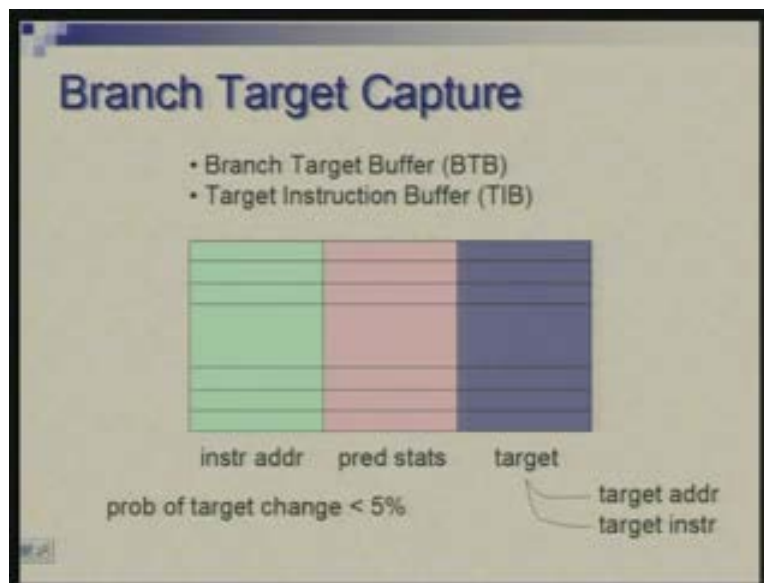 Branch Target Capture
• Branch Target Buffer (BTB)
• Target Instruction Buffer (TIB)
instr addr pred stats target
prob of target change < 5%
target addr
target instr